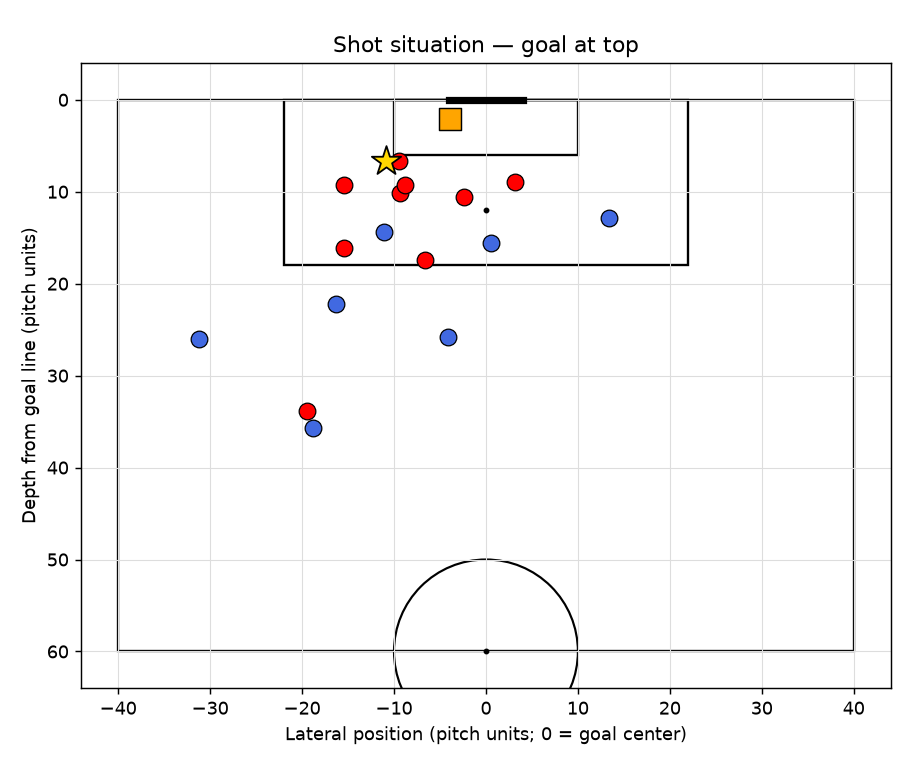 Shot situation — goal at top
Depth from goal line (pitch units)
0
10
20
30
40
50
60
−40 −30 −20 −10 0 10 20 30 40
Lateral position (pitch units; 0 = goal center)